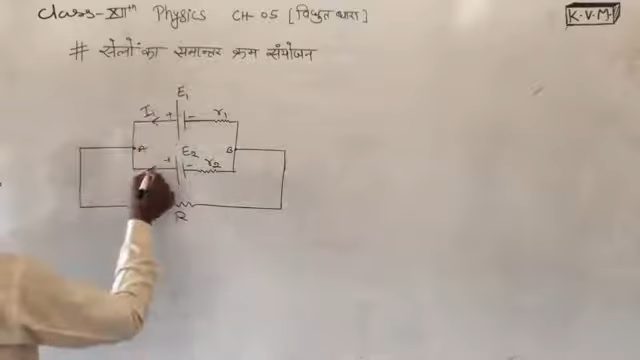 Class-XIIth Physics CH-05 [विद्युत धारा]
K.V.M
# सेलों का समान्तर क्रम संयोजन
E1
I1 + - r1
A E2 B
+ - r2
R